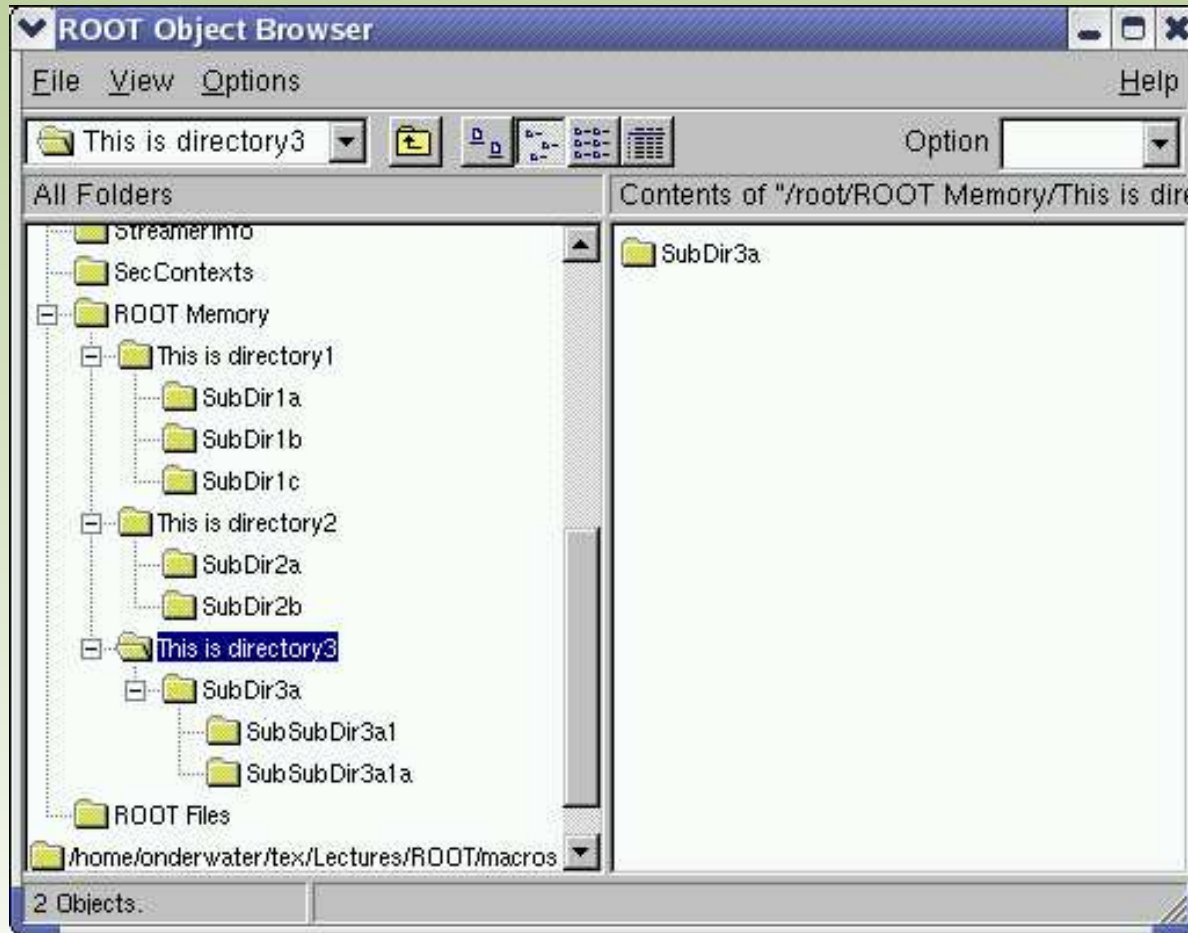 ROOT Object Browser
File View Options Help
This is directory3 Option
All Folders
Contents of "/root/ROOT Memory/This is dire
StreamerInfo
SecContexts
ROOT Memory
This is directory1
SubDir1a
SubDir1b
SubDir1c
This is directory2
SubDir2a
SubDir2b
This is directory3
SubDir3a
SubSubDir3a1
SubSubDir3a1a
ROOT Files
/home/onderwater/tex/Lectures/ROOT/macros
SubDir3a
2 Objects.